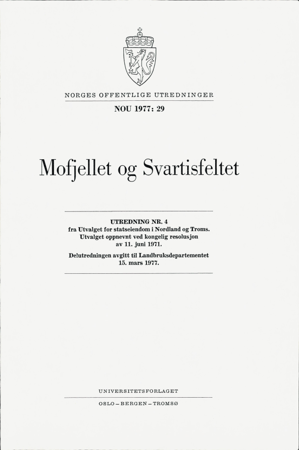 NORGES OFFENTLIGE UTREDNINGER
NOU 1977: 29
Mofjellet og Svartisfeltet
UTREDNING NR. 4
fra Utvalget for statseiendom i Nordland og Troms.
Utvalget oppnevnt ved kongelig resolusjon
av 11. juni 1971.
Delutredningen avgitt til Landbruksdepartementet
15. mars 1977.
UNIVERSITETSFORLAGET
OSLO – BERGEN – TROMSØ